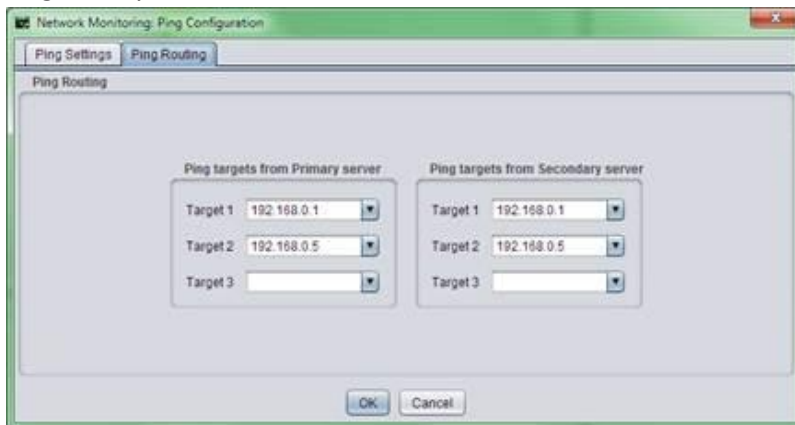 Network Monitoring: Ping Configuration
Ping Settings Ping Routing
Ping Routing
Ping targets from Primary server Ping targets from Secondary server
Target 1 192.168.0.1 Target 1 192.168.0.1
Target 2 192.168.0.5 Target 2 192.168.0.5
Target 3 Target 3
OK Cancel